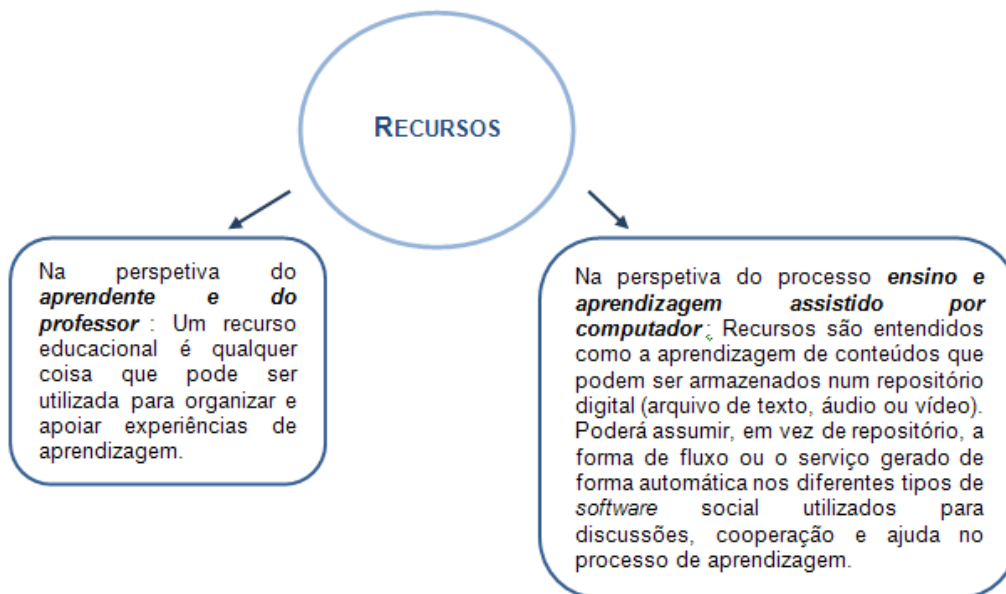 RECURSOS
Na perspetiva do
aprendente e do
professor : Um recurso
educacional é qualquer
coisa que pode ser
utilizada para organizar e
apoiar experiências de
aprendizagem.
Na perspetiva do processo ensino e
aprendizagem assistido por
computador: Recursos são entendidos
como a aprendizagem de conteúdos que
podem ser armazenados num repositório
digital (arquivo de texto, áudio ou vídeo).
Poderá assumir, em vez de repositório, a
forma de fluxo ou o serviço gerado de
forma automática nos diferentes tipos de
software social utilizados para
discussões, cooperação e ajuda no
processo de aprendizagem.